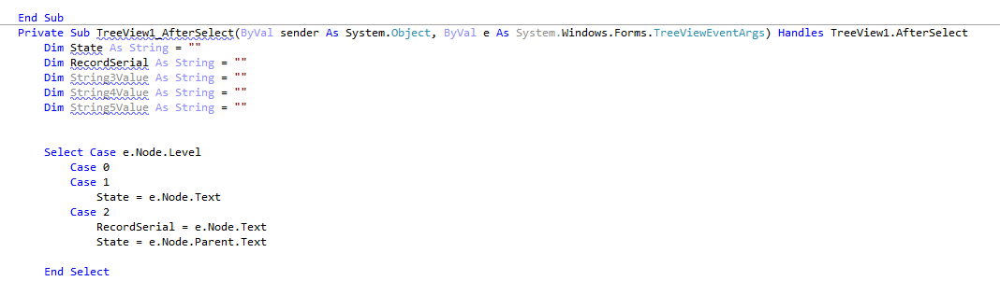 End Sub
Private Sub TreeView1_AfterSelect(ByVal sender As System.Object, ByVal e As System.Windows.Forms.TreeViewEventArgs) Handles TreeView1.AfterSelect
Dim State As String = ""
Dim RecordSerial As String = ""
Dim String3Value As String = ""
Dim String4Value As String = ""
Dim String5Value As String = ""
Select Case e.Node.Level
Case 0
Case 1
State = e.Node.Text
Case 2
RecordSerial = e.Node.Text
State = e.Node.Parent.Text
End Select